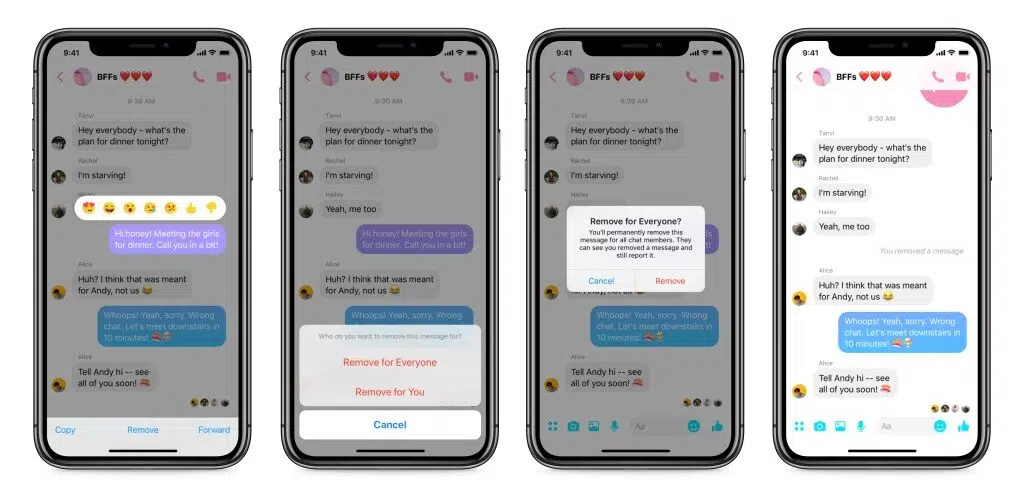 9:41
BFFs ❤️❤️❤️
9:30 AM
Tanvi
Hey everybody - what's the
plan for dinner tonight?
Rachel
I'm starving!
Hi honey! Meeting the girls
for dinner. Call you in a bit!
Alice
Huh? I think that was meant
for Andy, not us 😂
Whoops! Yeah, sorry. Wrong
chat. Let's meet downstairs in
10 minutes! 🍣🍻
Alice
Tell Andy hi -- see
all of you soon! 🍣
Copy
Remove
Forward
9:41
BFFs ❤️❤️❤️
9:30 AM
Tanvi
Hey everybody - what's the
plan for dinner tonight?
Rachel
I'm starving!
Hailey
Yeah, me too
Hi honey! Meeting the girls
for dinner. Call you in a bit!
Alice
Huh? I think that was meant
for Andy, not us 😂
Whoops! Yeah, sorry. Wrong
Who do you want to remove this message for?
Remove for Everyone
Remove for You
Cancel
9:41
BFFs ❤️❤️❤️
9:30 AM
Tanvi
Hey everybody - what's the
plan for dinner tonight?
Rachel
I'm starving!
Hailey
Remove for Everyone?
You'll permanently remove this
message for all chat members. They
can see you removed a message and
still report it.
Cancel
Remove
for Andy, not us 😂
Whoops! Yeah, sorry. Wrong
chat. Let's meet downstairs in
10 minutes! 🍣🍻
Alice
Tell Andy hi -- see
all of you soon! 🍣
Aa
9:41
BFFs ❤️❤️❤️
9:30 AM
Tanvi
Hey everybody - what's the
plan for dinner tonight?
Rachel
I'm starving!
Hailey
Yeah, me too
You removed a message
Alice
Huh? I think that was meant
for Andy, not us 😂
Whoops! Yeah, sorry. Wrong
chat. Let's meet downstairs in
10 minutes! 🍣🍻
Alice
Tell Andy hi -- see
all of you soon! 🍣
Aa